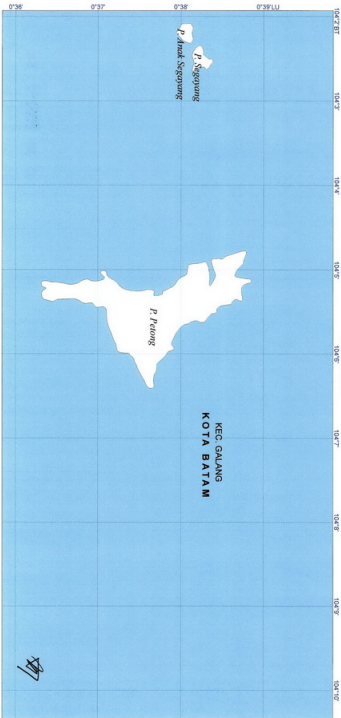 104°2'BT
104°3'
104°4'
104°5'
104°6'
104°7'
104°8'
104°9'
104°10'
0°39'LU
0°38'
0°37'
0°36'
P. Segayang
P. Anak Segayang
P. Petong
KEC. GALANG
KOTA BATAM